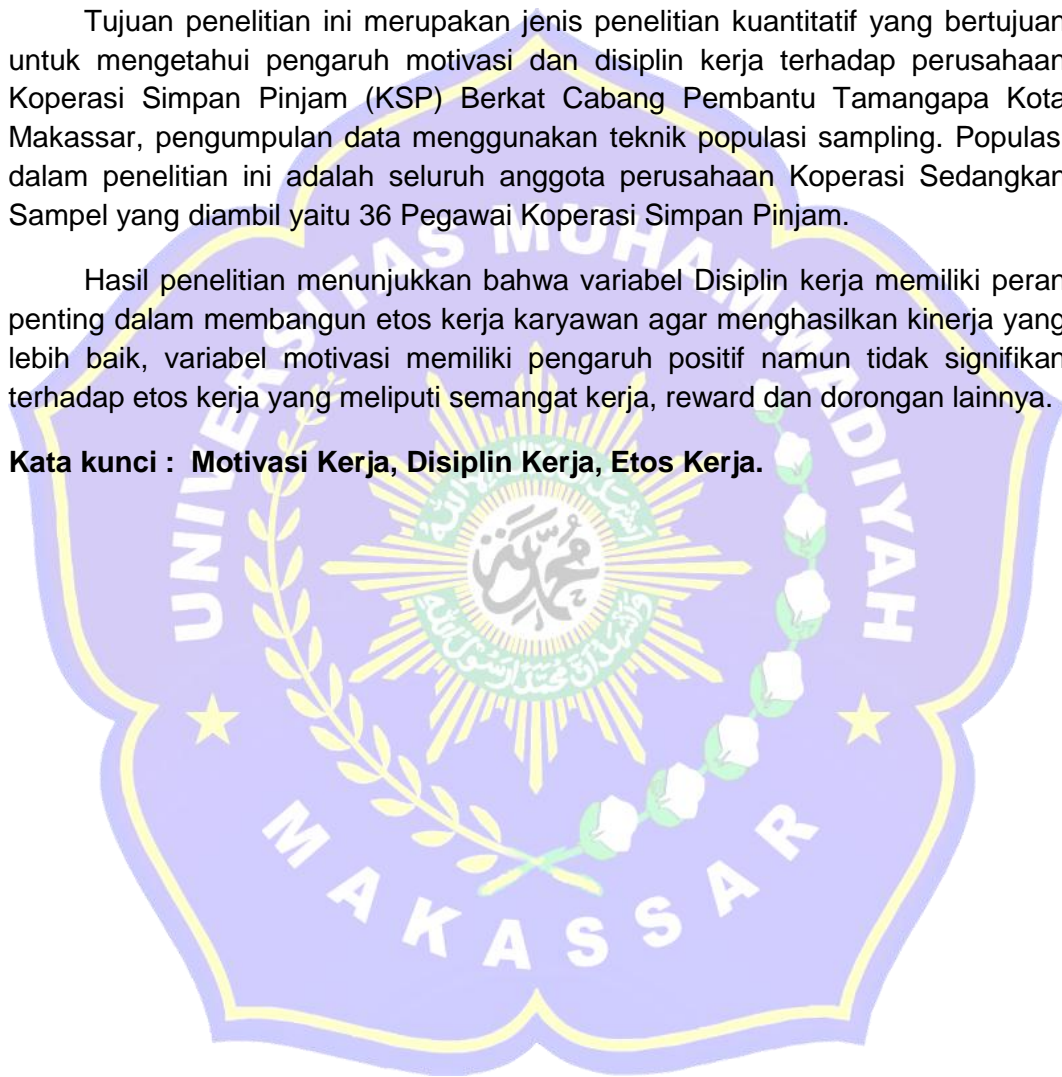 Tujuan penelitian ini merupakan jenis penelitian kuantitatif yang bertujuan
untuk mengetahui pengaruh motivasi dan disiplin kerja terhadap perusahaan
Koperasi Simpan Pinjam (KSP) Berkat Cabang Pembantu Tamangapa Kota
Makassar, pengumpulan data menggunakan teknik populasi sampling. Populas
dalam penelitian ini adalah seluruh anggota perusahaan Koperasi Sedangkan
Sampel yang diambil yaitu 36 Pegawai Koperasi Simpan Pinjam.
Hasil penelitian menunjukkan bahwa variabel Disiplin kerja memiliki peran
penting dalam membangun etos kerja karyawan agar menghasilkan kinerja yang
lebih baik, variabel motivasi memiliki pengaruh positif namun tidak signifikan
terhadap etos kerja yang meliputi semangat kerja, reward dan dorongan lainnya.
Kata kunci : Motivasi Kerja, Disiplin Kerja, Etos Kerja.
UNIVERSITAS MUHAMMADIYAH
محمد
MAKASSAR